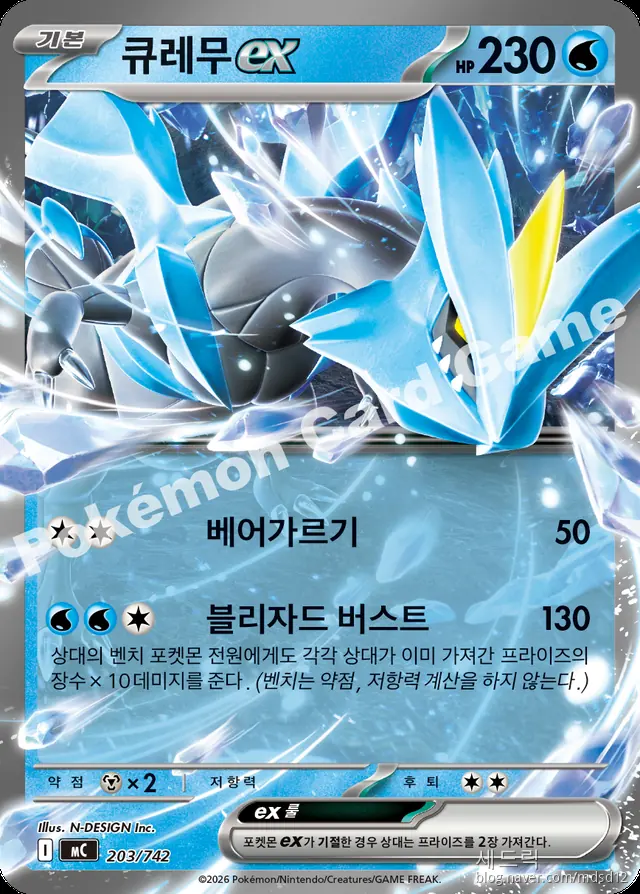 기본 큐레무 ex HP 230
Pokémon Card Game
베어가르기 50
블리자드 버스트 130
상대의 벤치 포켓몬 전원에게도 각각 상대가 이미 가져간 프라이즈의
장수×10데미지를 준다. (벤치는 약점, 저항력 계산을 하지 않는다.)
약점 ×2 저항력 후퇴
ex 룰
포켓몬 ex가 기절한 경우 상대는 프라이즈를 2장 가져간다.
Illus. N-DESIGN Inc.
I MC 203/742
©2026 Pokémon/Nintendo/Creatures/GAME FREAK.
세드릭
blog.naver.com/mdsd12